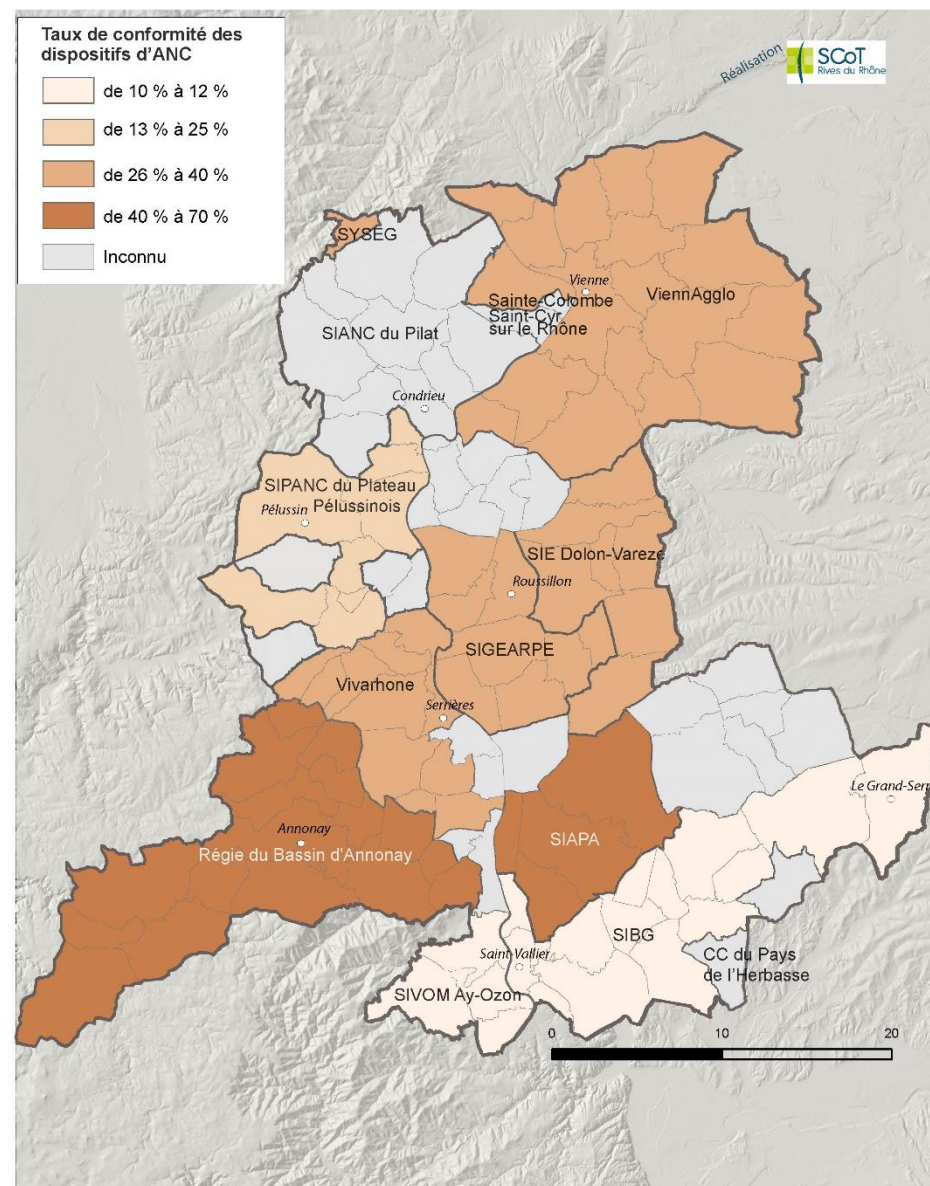 Taux de conformité des
dispositifs d'ANC
de 10 % à 12 %
de 13 % à 25 %
de 26 % à 40 %
de 40 % à 70 %
Inconnu
Réalisation
SCoT
Rives du Rhône
SYSEG
SIANC du Pilat
Vienne
Sainte-Colombe
Saint-Cyr
sur le Rhône
ViennAgglo
Condrieu
SIPANC du Plateau
Pélussinois
Pélussin
SIE Dolon-Varèze
Roussillon
SIGEARPE
Vivarhone
Serrières
Le Grand-Serr
Annonay
Régie du Bassin d'Annonay
SIAPA
SIBG
CC du Pays
de l'Herbasse
Saint-Vallier
SIVOM Ay-Ozon
0 10 20